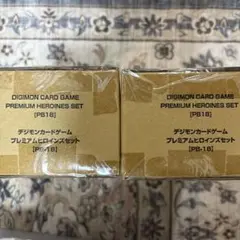 DIGIMON CARD GAME
PREMIUM HEROINES SET
[PB18]
デジモンカードゲーム
プレミアムヒロインズセット
[PB-18]
DIGIMON CARD GAME
PREMIUM HEROINES SET
[PB18]
デジモンカードゲーム
プレミアムヒロインズセット
[PB-18]